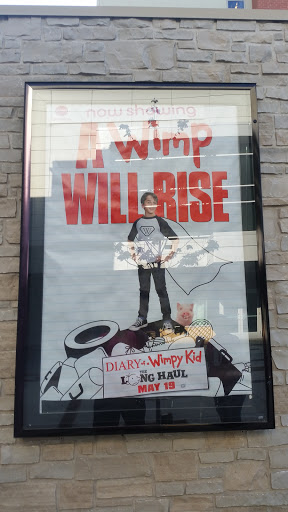 now showing
A Wimp
WILL RISE
DIARY of a Wimpy Kid
THE
LONG HAUL
MAY 19